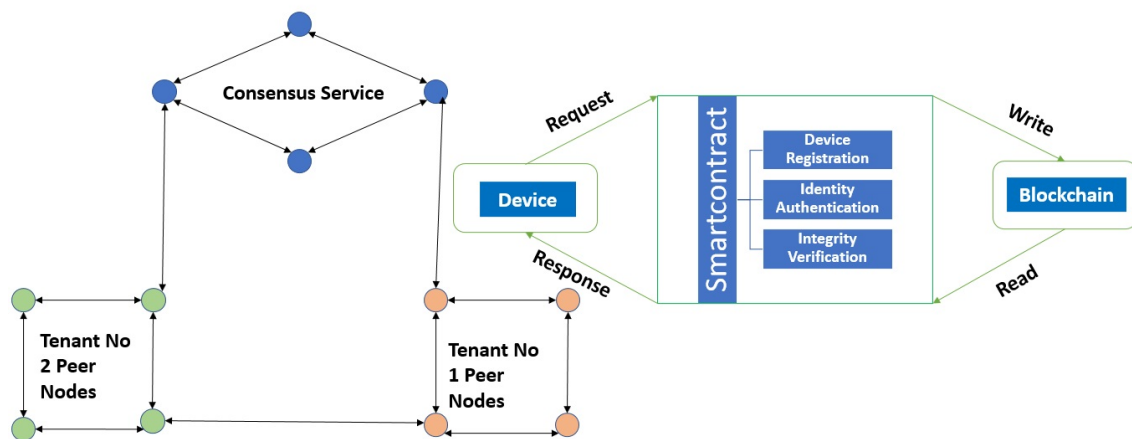 Consensus Service
Tenant No
2 Peer
Nodes
Tenant No
1 Peer
Nodes
Request
Device
Response
Smartcontract
Device
Registration
Identity
Authentication
Integrity
Verification
Write
Blockchain
Read